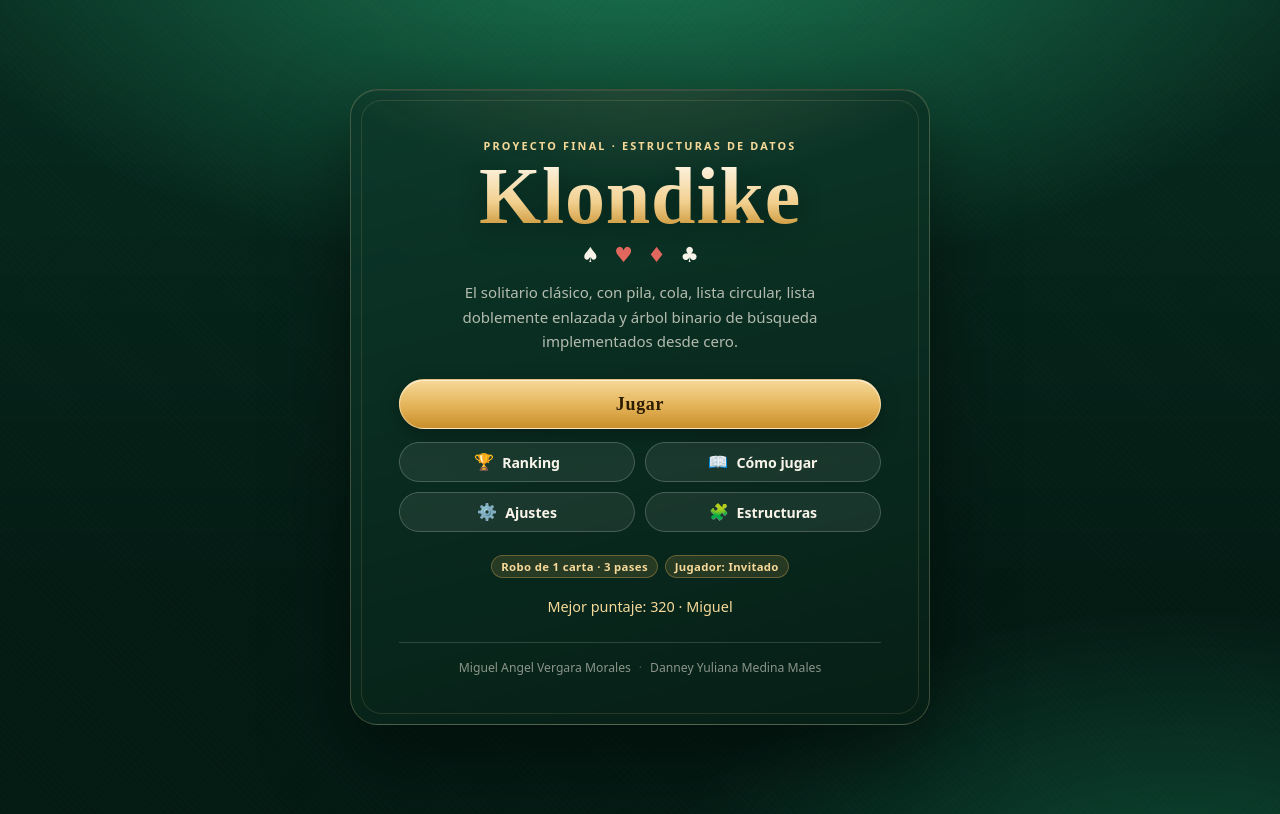 PROYECTO FINAL · ESTRUCTURAS DE DATOS
Klondike
♠ ♥ ♦ ♣
El solitario clásico, con pila, cola, lista circular, lista
doblemente enlazada y árbol binario de búsqueda
implementados desde cero.
Jugar
🏆 Ranking
📖 Cómo jugar
⚙️ Ajustes
🧩 Estructuras
Robo de 1 carta · 3 pases
Jugador: Invitado
Mejor puntaje: 320 · Miguel
Miguel Angel Vergara Morales · Danney Yuliana Medina Males